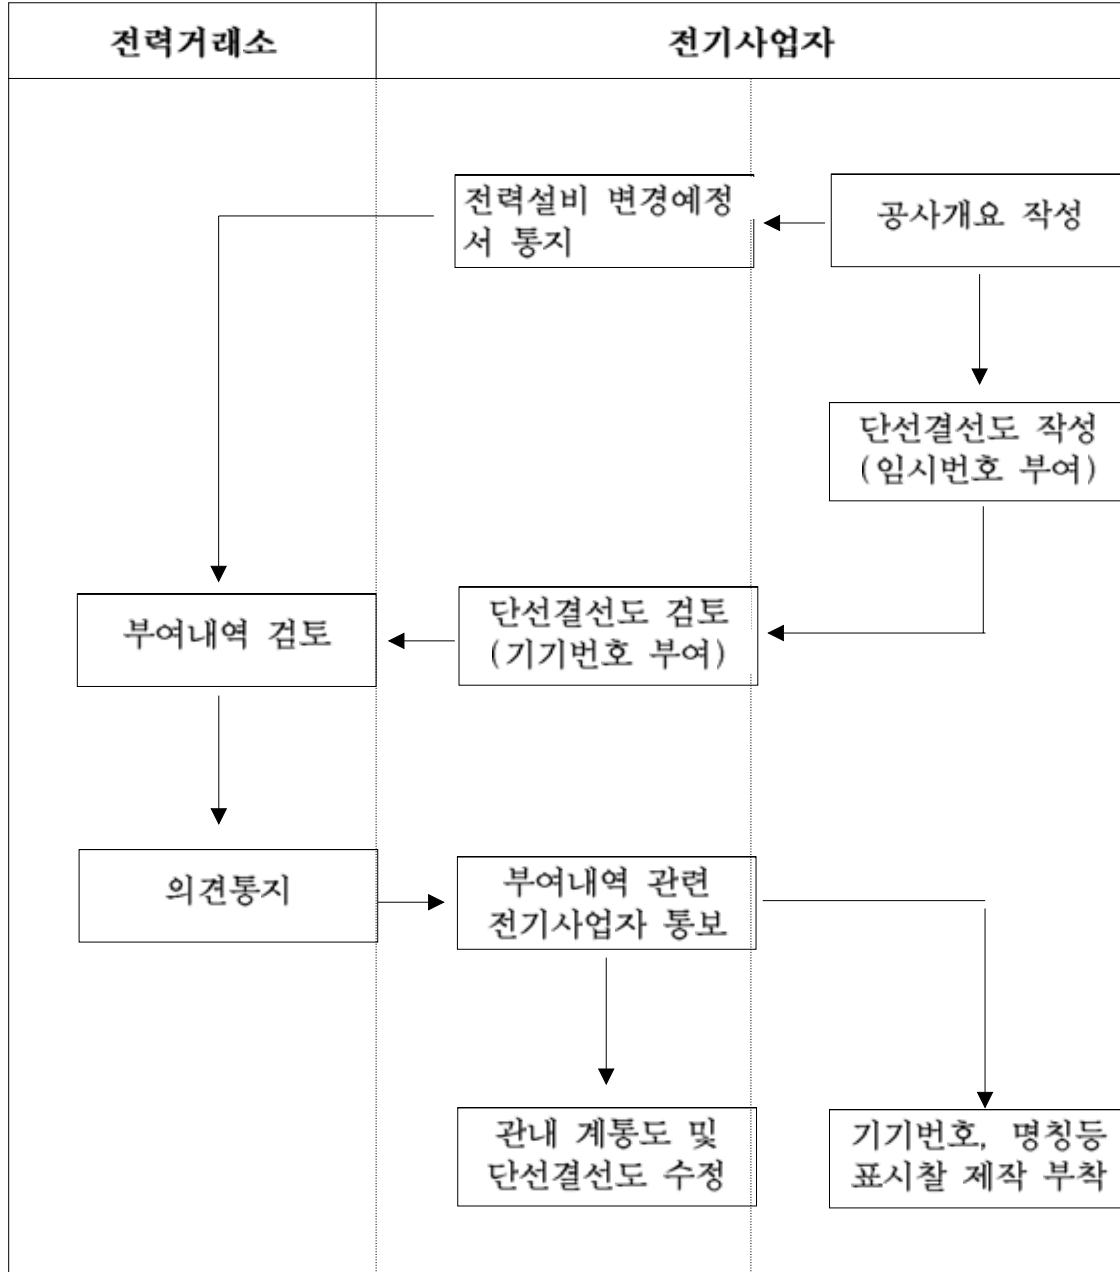 전력거래소
전기사업자
전력설비 변경예정
서 통지
공사개요 작성
단선결선도 작성
(임시번호 부여)
부여내역 검토
단선결선도 검토
(기기번호 부여)
의견통지
부여내역 관련
전기사업자 통보
관내 계통도 및
단선결선도 수정
기기번호, 명칭등
표시찰 제작 부착